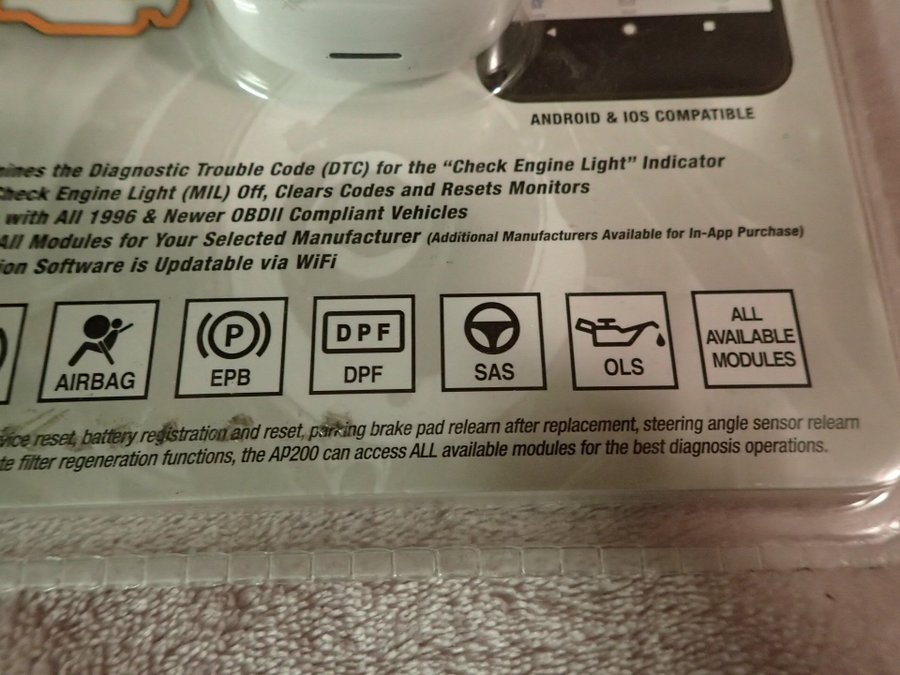 ANDROID & IOS COMPATIBLE
the Diagnostic Trouble Code (DTC) for the "Check Engine Light" Indicator
Check Engine Light (MIL) Off, Clears Codes and Resets Monitors
with All 1996 & Newer OBDII Compliant Vehicles
All Modules for Your Selected Manufacturer (Additional Manufacturers Available for In-App Purchase)
Software is Updatable via WiFi
P
DPF
ALL
AVAILABLE
MODULES
AIRBAG
EPB
DPF
SAS
OLS
reset, battery registration and reset, parking brake pad relearn after replacement, steering angle sensor relearn
filter regeneration functions, the AP200 can access ALL available modules for the best diagnosis operations.